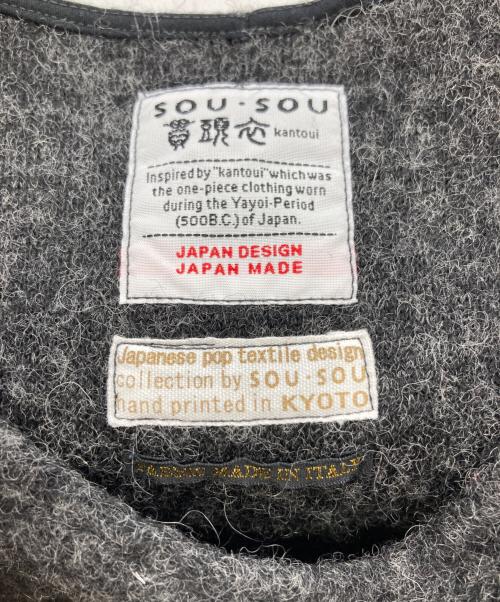 SOU・SOU
貫頭衣 kantoui
Inspired by "kantoui" which was
the one-piece clothing worn
during the Yayoi-Period
(500B.C.) of Japan.
JAPAN DESIGN
JAPAN MADE
Japanese pop textile design
collection by SOU・SOU
hand printed in KYOTO
FABRIC MADE IN ITALY